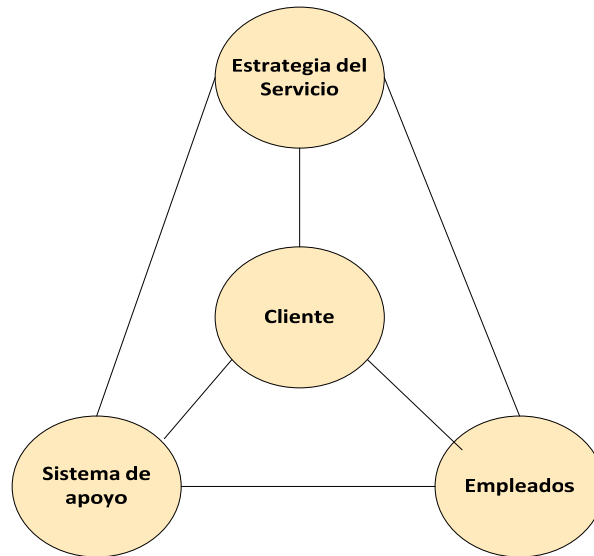 Estrategia del
Servicio
Cliente
Sistema de
apoyo
Empleados